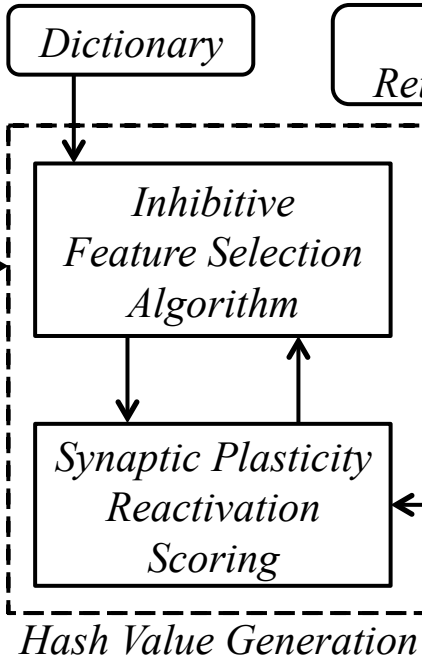 Dictionary
Inhibitive
Feature Selection
Algorithm
Synaptic Plasticity
Reactivation
Scoring
Hash Value Generation